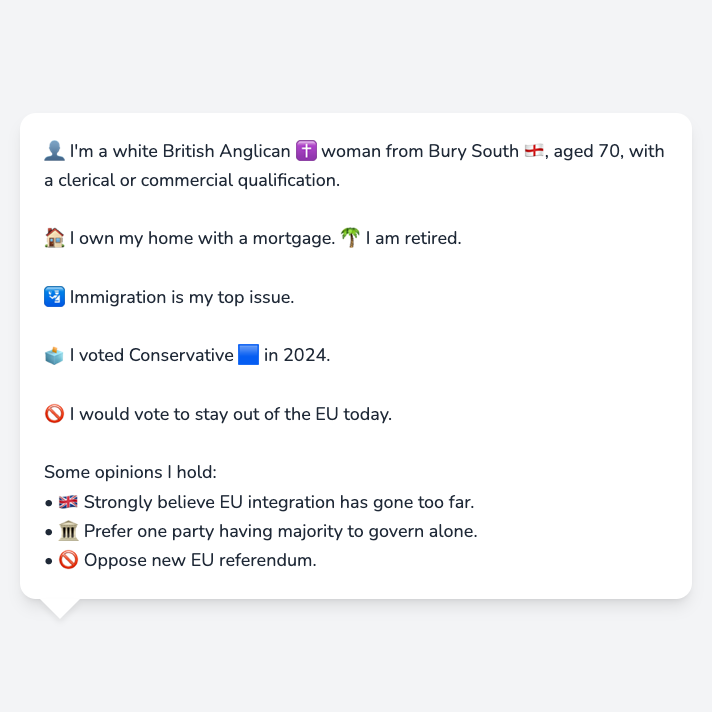 👤 I'm a white British Anglican ✝️ woman from Bury South 🏴󠁧󠁢󠁥󠁮󠁧󠁿, aged 70, with
a clerical or commercial qualification.
🏠 I own my home with a mortgage. 🌴 I am retired.
🛂 Immigration is my top issue.
🗳️ I voted Conservative 🟦 in 2024.
🚫 I would vote to stay out of the EU today.
Some opinions I hold:
• 🇬🇧 Strongly believe EU integration has gone too far.
• 🏛️ Prefer one party having majority to govern alone.
• 🚫 Oppose new EU referendum.